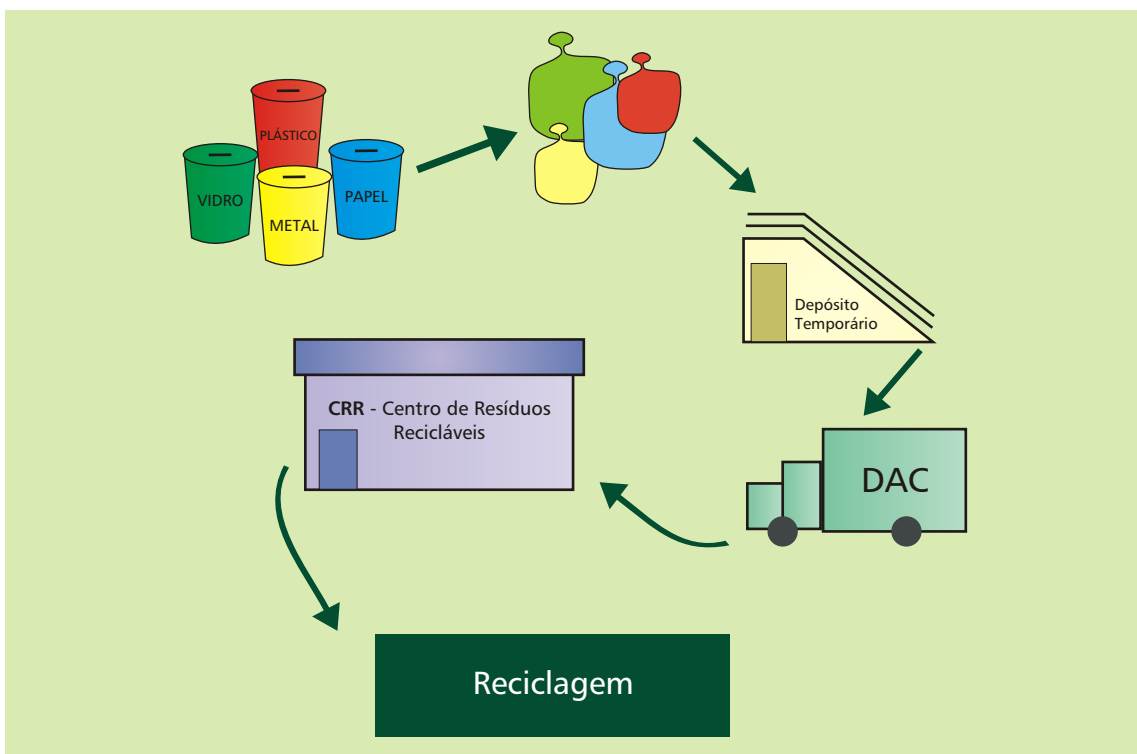 PLÁSTICO
VIDRO
PAPEL
METAL
Depósito
Temporário
CRR - Centro de Resíduos
Recicláveis
DAC
Reciclagem